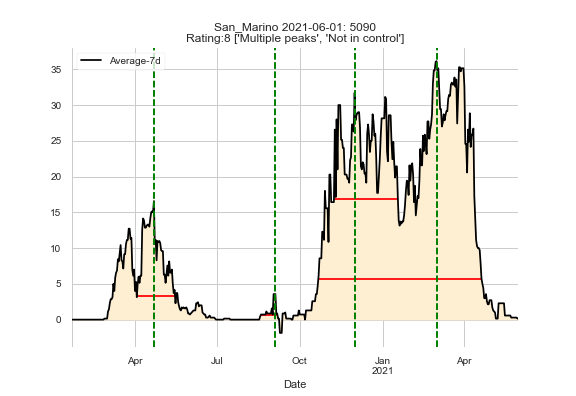 San_Marino 2021-06-01: 5090
Rating:8 ['Multiple peaks', 'Not in control']
Average-7d
35
30
25
20
15
10
5
0
Apr Jul Oct Jan Apr
2021
Date